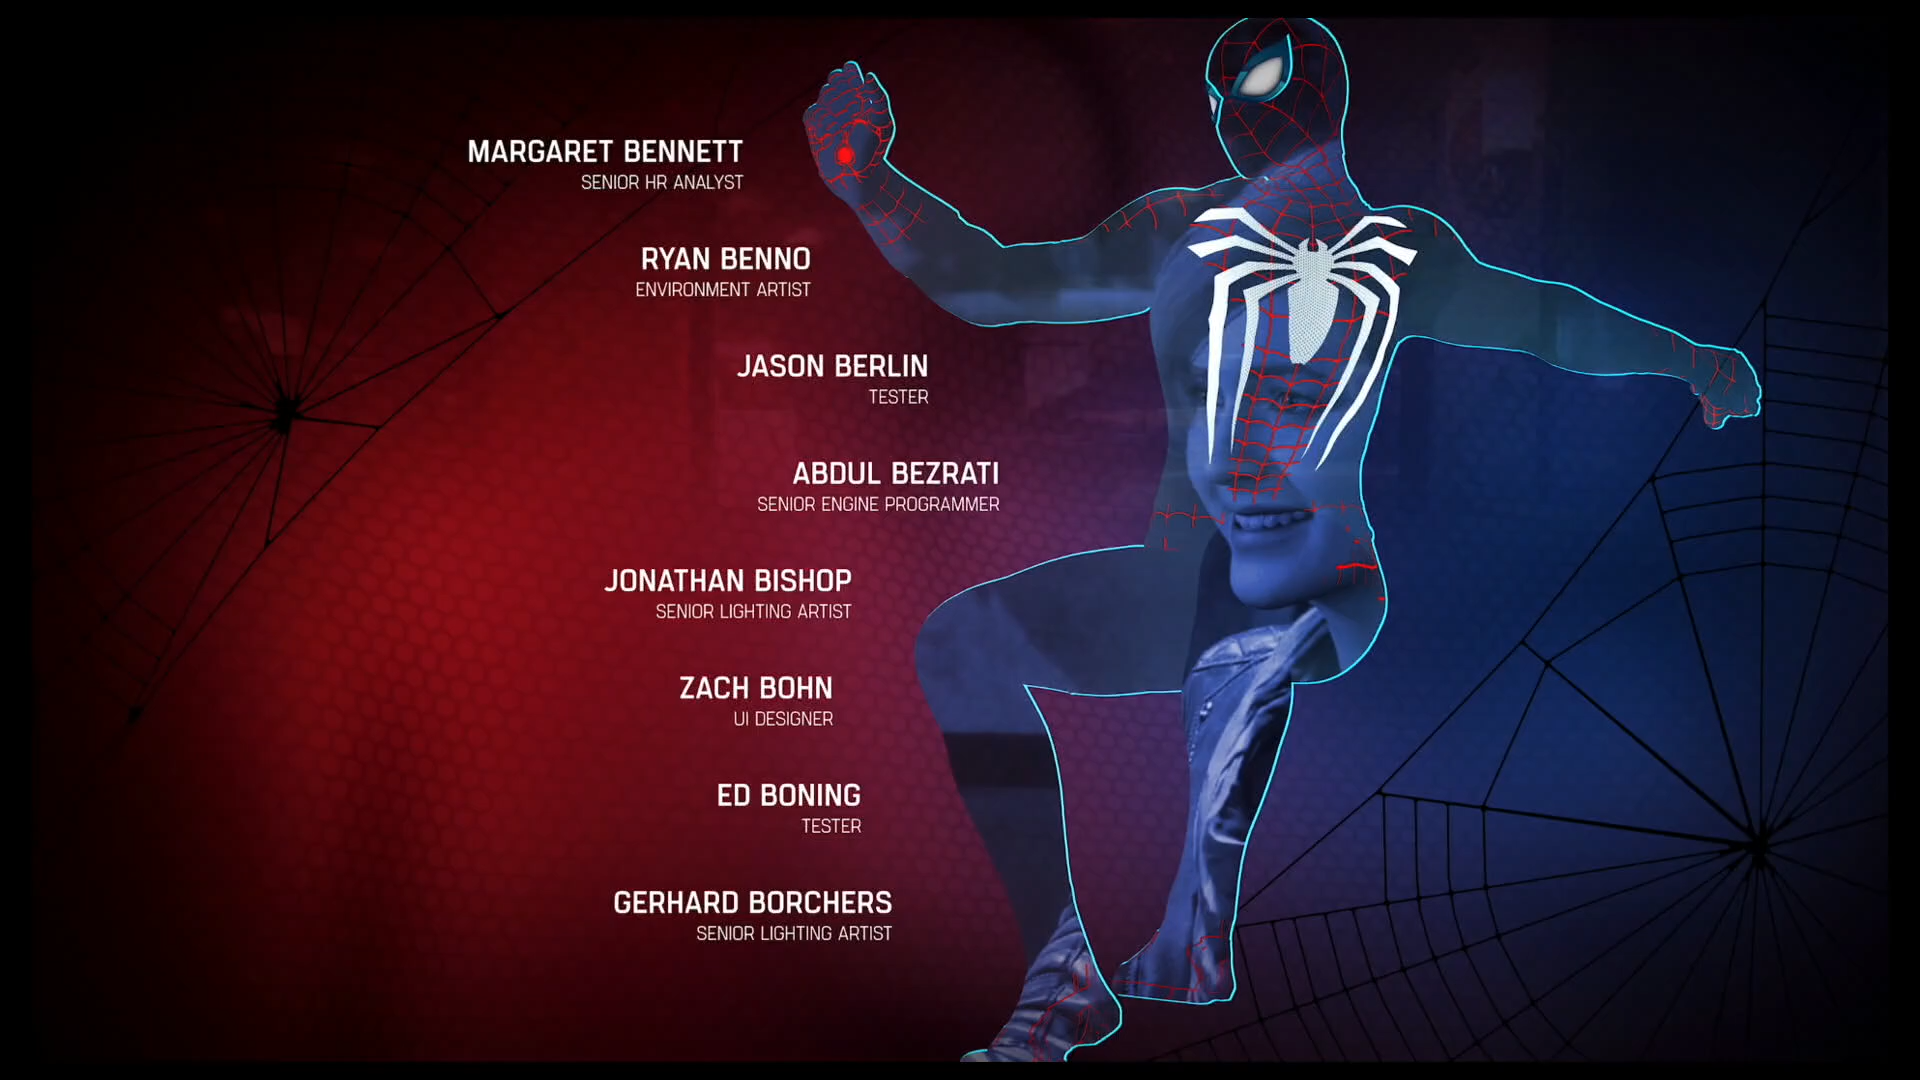 MARGARET BENNETT
SENIOR HR ANALYST
RYAN BENNO
ENVIRONMENT ARTIST
JASON BERLIN
TESTER
ABDUL BEZRATI
SENIOR ENGINE PROGRAMMER
JONATHAN BISHOP
SENIOR LIGHTING ARTIST
ZACH BOHN
UI DESIGNER
ED BONING
TESTER
GERHARD BORCHERS
SENIOR LIGHTING ARTIST